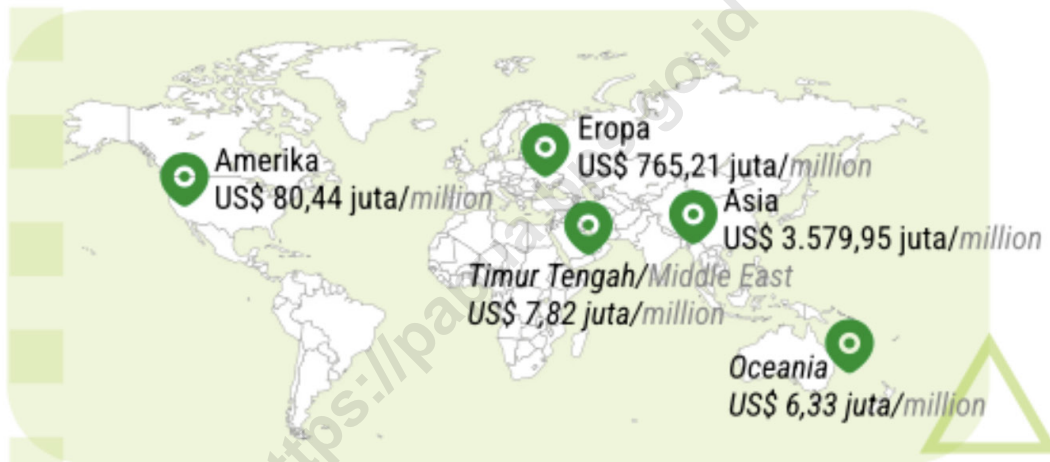 Eropa
US$ 765,21 juta/million
Amerika
US$ 80,44 juta/million
Asia
US$ 3.579,95 juta/million
Timur Tengah/Middle East
US$ 7,82 juta/million
Oceania
US$ 6,33 juta/million